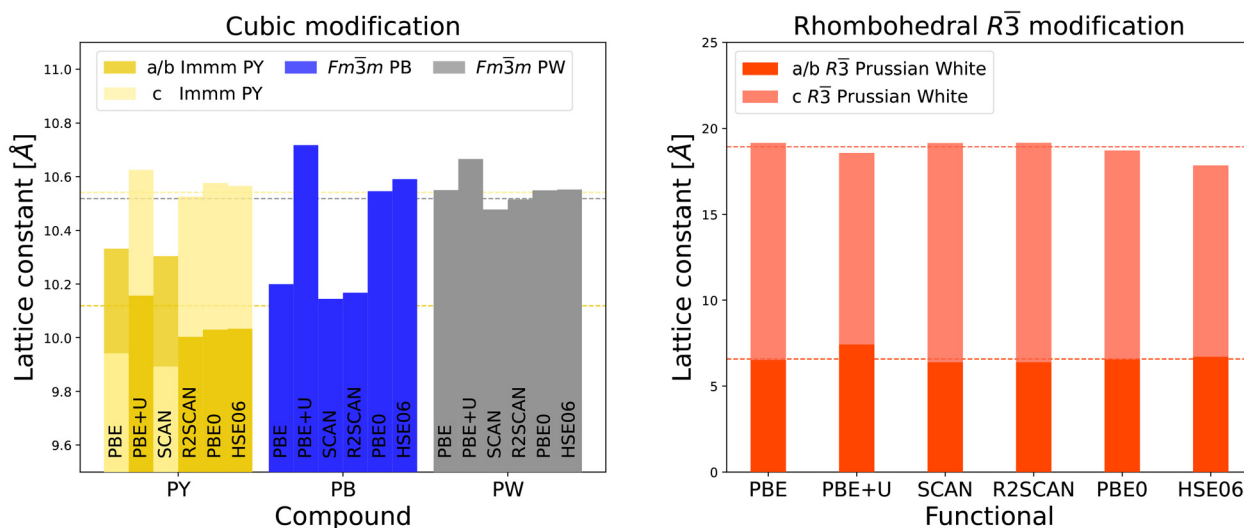 Cubic modification
Lattice constant [Å]
11.0
10.8
10.6
10.4
10.2
10.0
9.8
9.6
a/b Immm PY
c Immm PY
Fm3̅m PB
Fm3̅m PW
PBE
PBE+U
SCAN
R2SCAN
PBE0
HSE06
PBE
PBE+U
SCAN
R2SCAN
PBE0
HSE06
PBE
PBE+U
SCAN
R2SCAN
PBE0
HSE06
PY
PB
PW
Compound
Rhombohedral R3̅ modification
Lattice constant [Å]
25
20
15
10
5
0
a/b R3̅ Prussian White
c R3̅ Prussian White
PBE
PBE+U
SCAN
R2SCAN
PBE0
HSE06
Functional